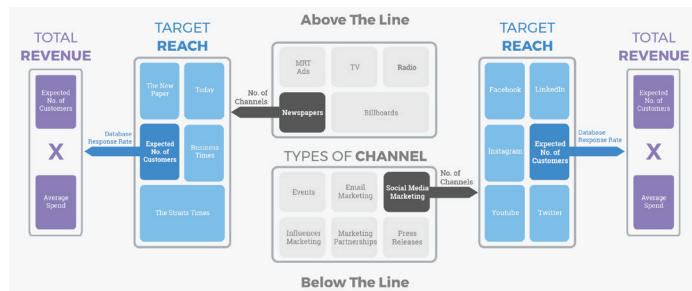 Above The Line
TOTAL
REVENUE
Expected
No. of
Customers
X
Average
Spend
Database
Response Rate
TARGET
REACH
The New
Paper
Today
Expected
No. of
Customers
Business
Times
The Straits Times
No. of
Channels
MRT
Ads
TV
Radio
Newspapers
Billboards
TYPES OF CHANNEL
Events
Email
Marketing
Social Media
Marketing
Influencer
Marketing
Marketing
Partnerships
Press
Releases
Below The Line
No. of
Channels
TARGET
REACH
Facebook
LinkedIn
Instagram
Expected
No. of
Customers
Youtube
Twitter
Database
Response Rate
TOTAL
REVENUE
Expected
No. of
Customers
X
Average
Spend